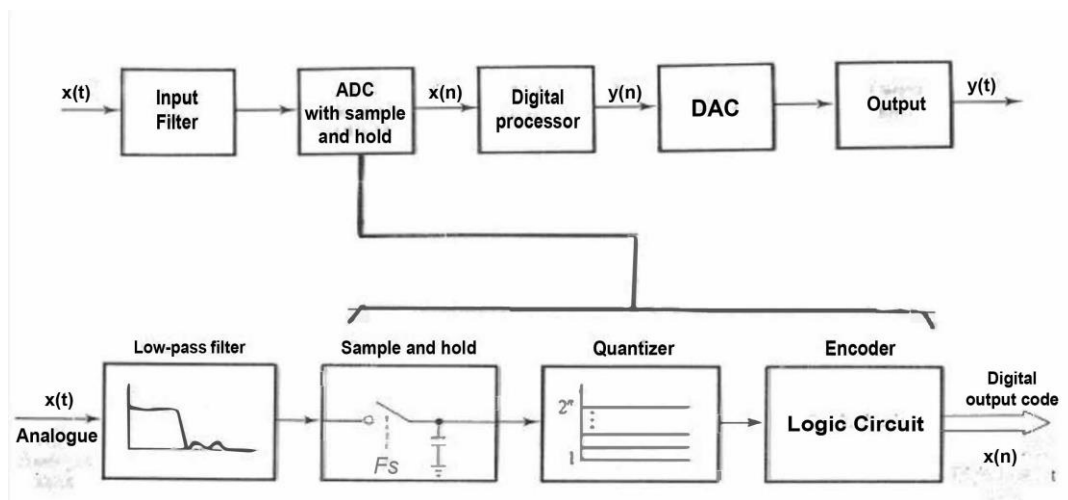 x(t)
Input
Filter
ADC
with sample
and hold
x(n)
Digital
processor
y(n)
DAC
Output
y(t)
Low-pass filter
Sample and hold
Quantizer
Encoder
x(t)
Analogue
Fs
2ⁿ
1
Logic Circuit
Digital
output code
x(n)
t